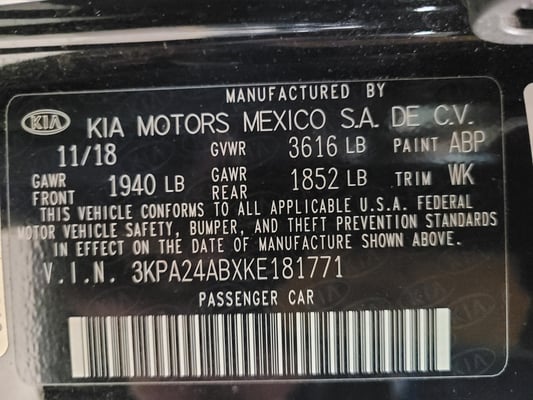 MANUFACTURED BY
KIA KIA MOTORS MEXICO S.A. DE C.V.
11/18 GVWR 3616 LB PAINT ABP
GAWR FRONT 1940 LB GAWR REAR 1852 LB TRIM WK
THIS VEHICLE CONFORMS TO ALL APPLICABLE U.S.A. FEDERAL
MOTOR VEHICLE SAFETY, BUMPER, AND THEFT PREVENTION STANDARDS
IN EFFECT ON THE DATE OF MANUFACTURE SHOWN ABOVE.
V.I.N. 3KPA24ABXKE181771
PASSENGER CAR
KIA